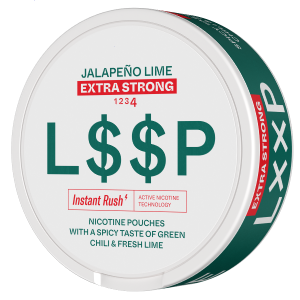 JALAPEÑO LIME
EXTRA STRONG
1234
L$$P
Instant Rush⁴
ACTIVE NICOTINE
TECHNOLOGY
NICOTINE POUCHES
WITH A SPICY TASTE OF GREEN
CHILI & FRESH LIME
EXTRA STRONG
LxxP